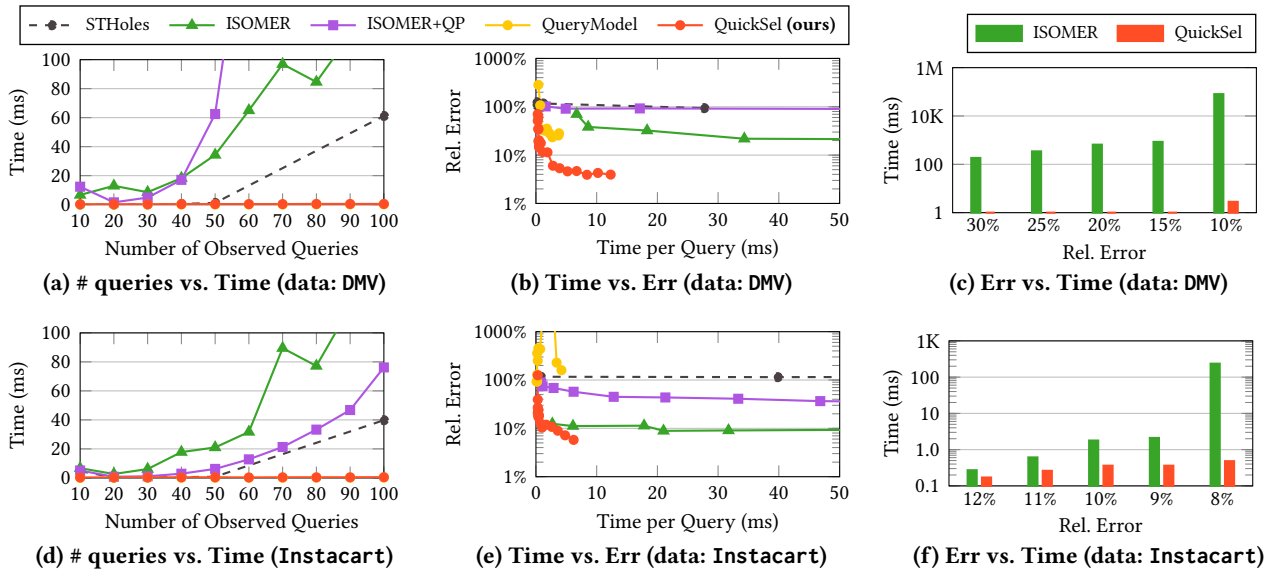 STHoles ISOMER ISOMER+QP QueryModel QuickSel (ours)
ISOMER QuickSel
100
80
60
40
20
0
Time (ms)
10 20 30 40 50 60 70 80 90 100
Number of Observed Queries
(a) # queries vs. Time (data: DMV)
1000%
100%
10%
1%
Rel. Error
0 10 20 30 40 50
Time per Query (ms)
(b) Time vs. Err (data: DMV)
1M
10K
100
1
Time (ms)
30% 25% 20% 15% 10%
Rel. Error
(c) Err vs. Time (data: DMV)
100
80
60
40
20
0
Time (ms)
10 20 30 40 50 60 70 80 90 100
Number of Observed Queries
(d) # queries vs. Time (Instacart)
1000%
100%
10%
1%
Rel. Error
0 10 20 30 40 50
Time per Query (ms)
(e) Time vs. Err (data: Instacart)
1K
100
10
1.0
0.1
Time (ms)
12% 11% 10% 9% 8%
Rel. Error
(f) Err vs. Time (data: Instacart)